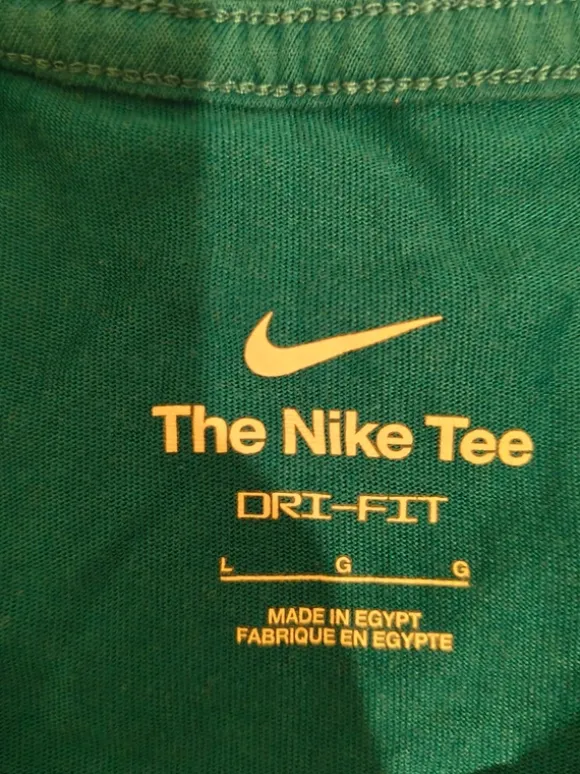 The Nike Tee
DRI-FIT
L G G
MADE IN EGYPT
FABRIQUE EN EGYPTE